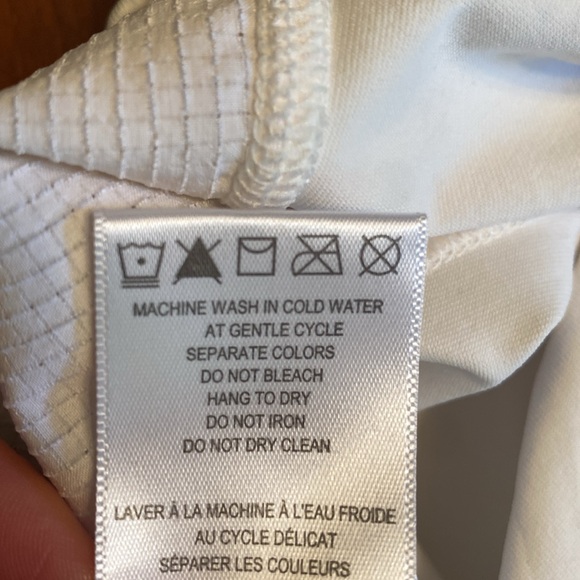 MACHINE WASH IN COLD WATER
AT GENTLE CYCLE
SEPARATE COLORS
DO NOT BLEACH
HANG TO DRY
DO NOT IRON
DO NOT DRY CLEAN
LAVER À LA MACHINE À L'EAU FROIDE
AU CYCLE DÉLICAT
SÉPARER LES COULEURS